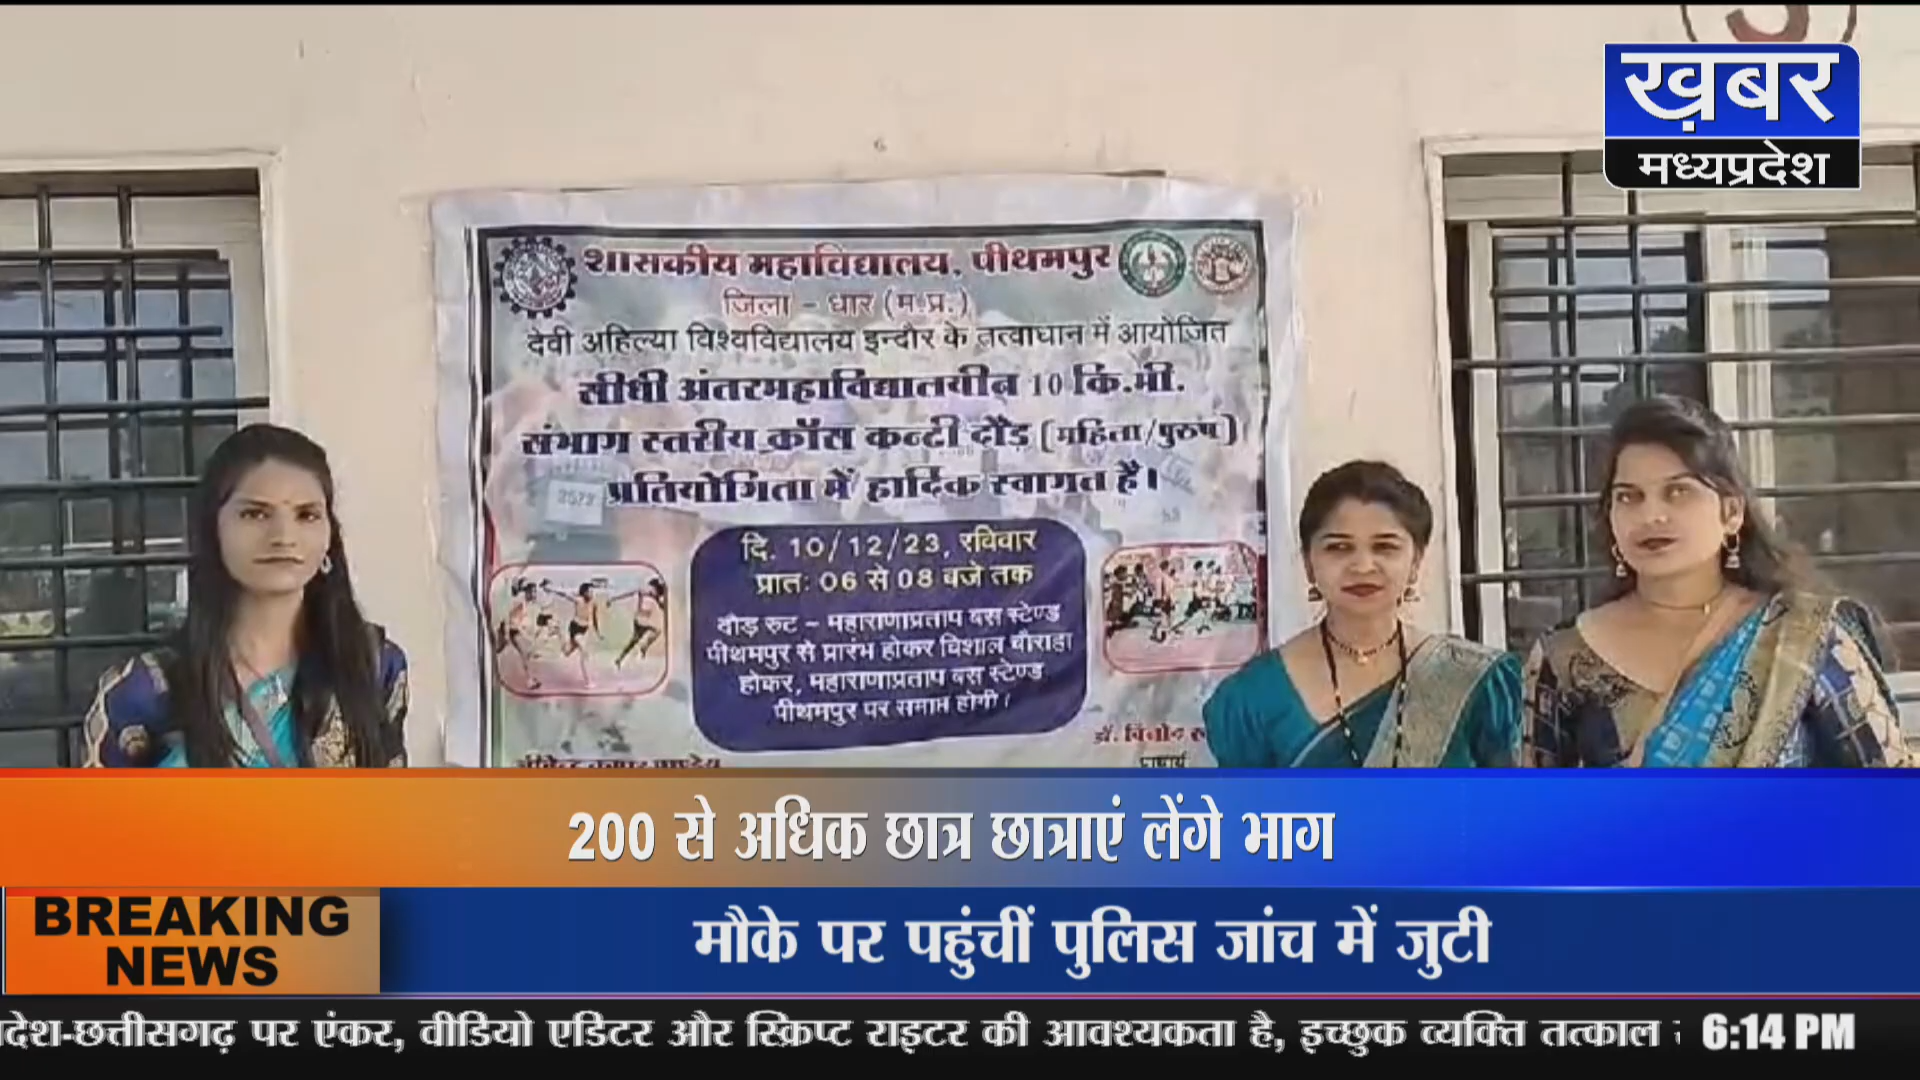 ख़बर
मध्यप्रदेश
शासकीय महाविद्यालय, पीथमपुर
जिला - धार (म.प्र.)
देवी अहिल्या विश्वविद्यालय इन्दौर के तत्वाधान में आयोजित
सीधी अंतरमहाविद्यालयीन 10 कि.मी.
संभाग स्तरीय क्रॉस कन्ट्री दौड़ (महिला/पुरुष)
प्रतियोगिता में हार्दिक स्वागत है।
दि. 10/12/23, रविवार
प्रातः 06 से 08 बजे तक
दौड़ रुट - महाराणाप्रताप बस स्टेण्ड
पीथमपुर से प्रारंभ होकर विशाल चौराहा
होकर, महाराणाप्रताप बस स्टेण्ड
पीथमपुर पर समाप्त होगी।
डॉ. विनोद
200 से अधिक छात्र छात्राएं लेंगे भाग
BREAKING
NEWS
मौके पर पहुंचीं पुलिस जांच में जुटी
देश-छत्तीसगढ़ पर एंकर, वीडियो एडिटर और स्क्रिप्ट राइटर की आवश्यकता है, इच्छुक व्यक्ति तत्काल
6:14 PM